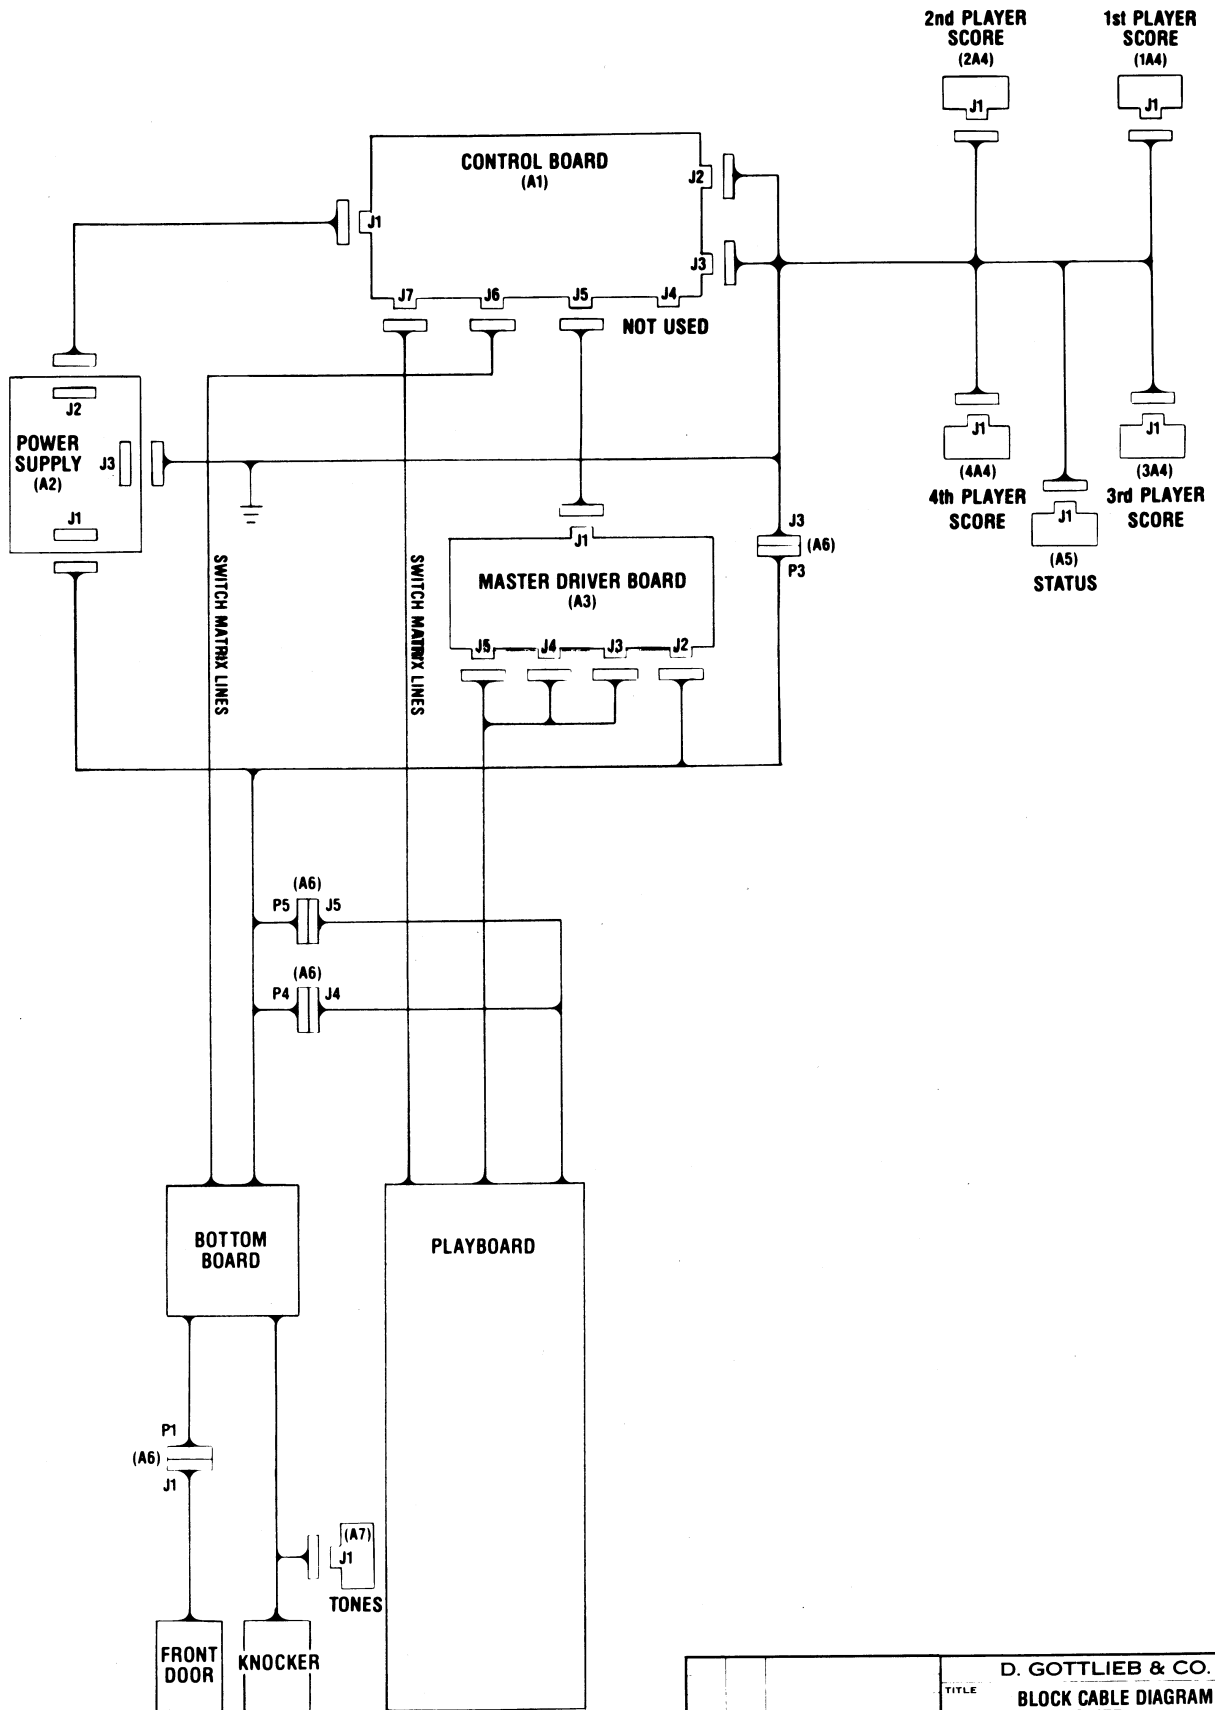 2nd PLAYER
SCORE
(2A4)
J1
1st PLAYER
SCORE
(1A4)
J1
CONTROL BOARD
(A1)
J1
J2
J3
J7
J6
J5
J4
NOT USED
J2
POWER
SUPPLY
(A2)
J3
J1
J1
(4A4)
4th PLAYER
SCORE
J1
(3A4)
3rd PLAYER
SCORE
J1
(A5)
STATUS
J3
(A6)
P3
J1
MASTER DRIVER BOARD
(A3)
J5
J4
J3
J2
SWITCH MATRIX LINES
SWITCH MATRIX LINES
(A6)
P5
J5
(A6)
P4
J4
BOTTOM
BOARD
PLAYBOARD
P1
(A6)
J1
(A7)
J1
TONES
FRONT
DOOR
KNOCKER
D. GOTTLIEB & CO.
TITLE
BLOCK CABLE DIAGRAM